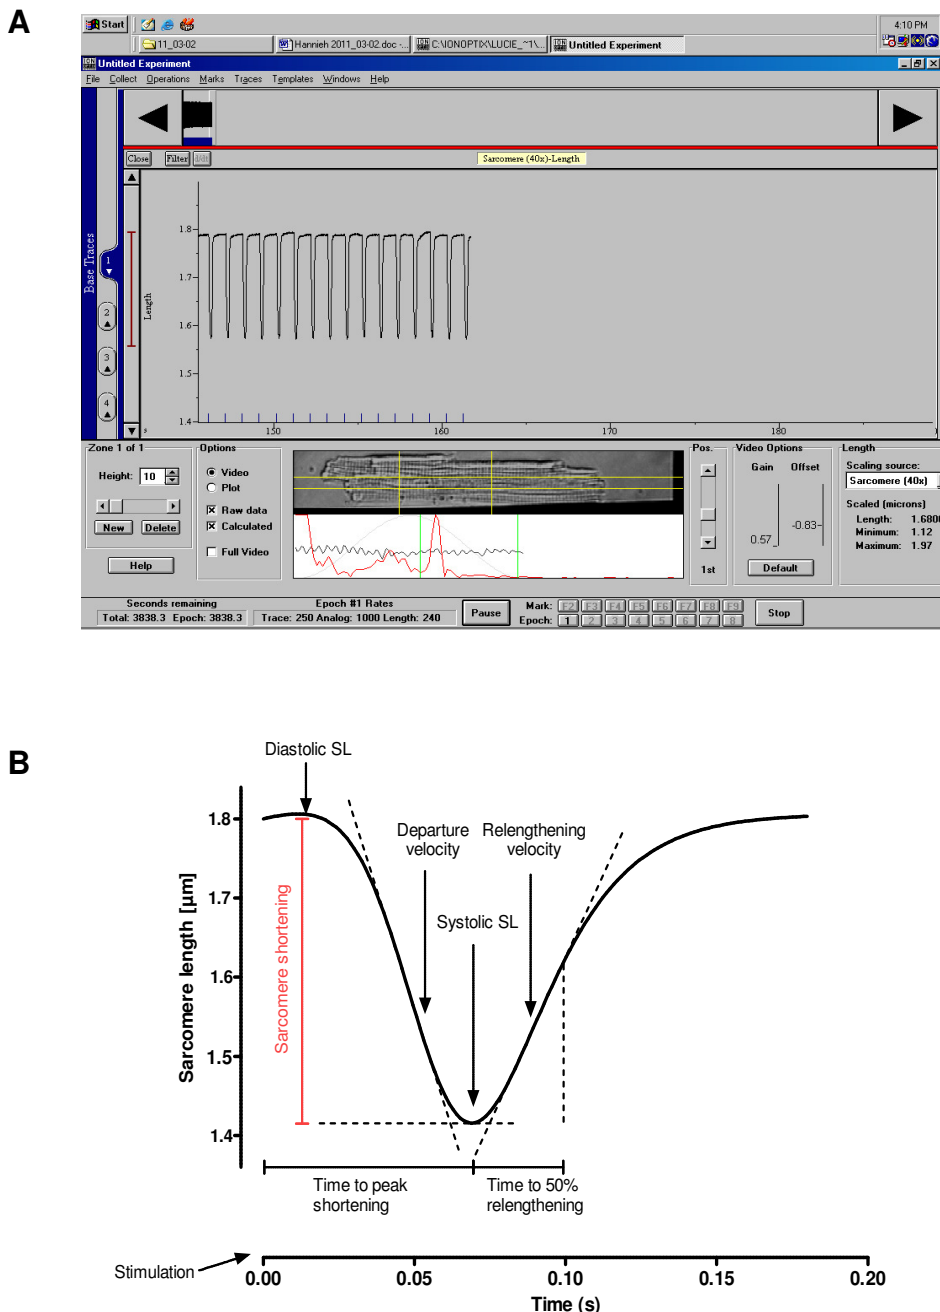 A
Start
4:10 PM
11_03-02
Hannieh 2011_03-02.doc -...
C:\IONOPTIX\LUCIE_~1\...
Untitled Experiment
Untitled Experiment
File Collect Operations Marks Traces Templates Windows Help
Close Filter
Sarcomere (40x)-Length
Base Traces
1
2
3
4
Length
1.8
1.7
1.6
1.5
1.4
150
160
170
180
Zone 1 of 1
Height: 10
New Delete
Help
Options
Video
Plot
Raw data
Calculated
Full Video
Pos.
1st
Video Options
Gain Offset
0.57
-0.83
Default
Length
Scaling source:
Sarcomere (40x)
Scaled (microns)
Length: 1.680
Minimum: 1.12
Maximum: 1.97
Seconds remaining
Total: 3838.3 Epoch: 3838.3
Epoch #1 Rates
Trace: 250 Analog: 1000 Length: 240
Pause
Mark: F2 F3 F4 F5 F6 F7 F8 F9
Epoch: 1 2 3 4 5 6 7 8
Stop
B
Diastolic SL
Departure
velocity
Relengthening
velocity
Systolic SL
Sarcomere shortening
Sarcomere length [µm]
1.8
1.7
1.6
1.5
1.4
Time to peak
shortening
Time to 50%
relengthening
Stimulation
0.00 0.05 0.10 0.15 0.20
Time (s)